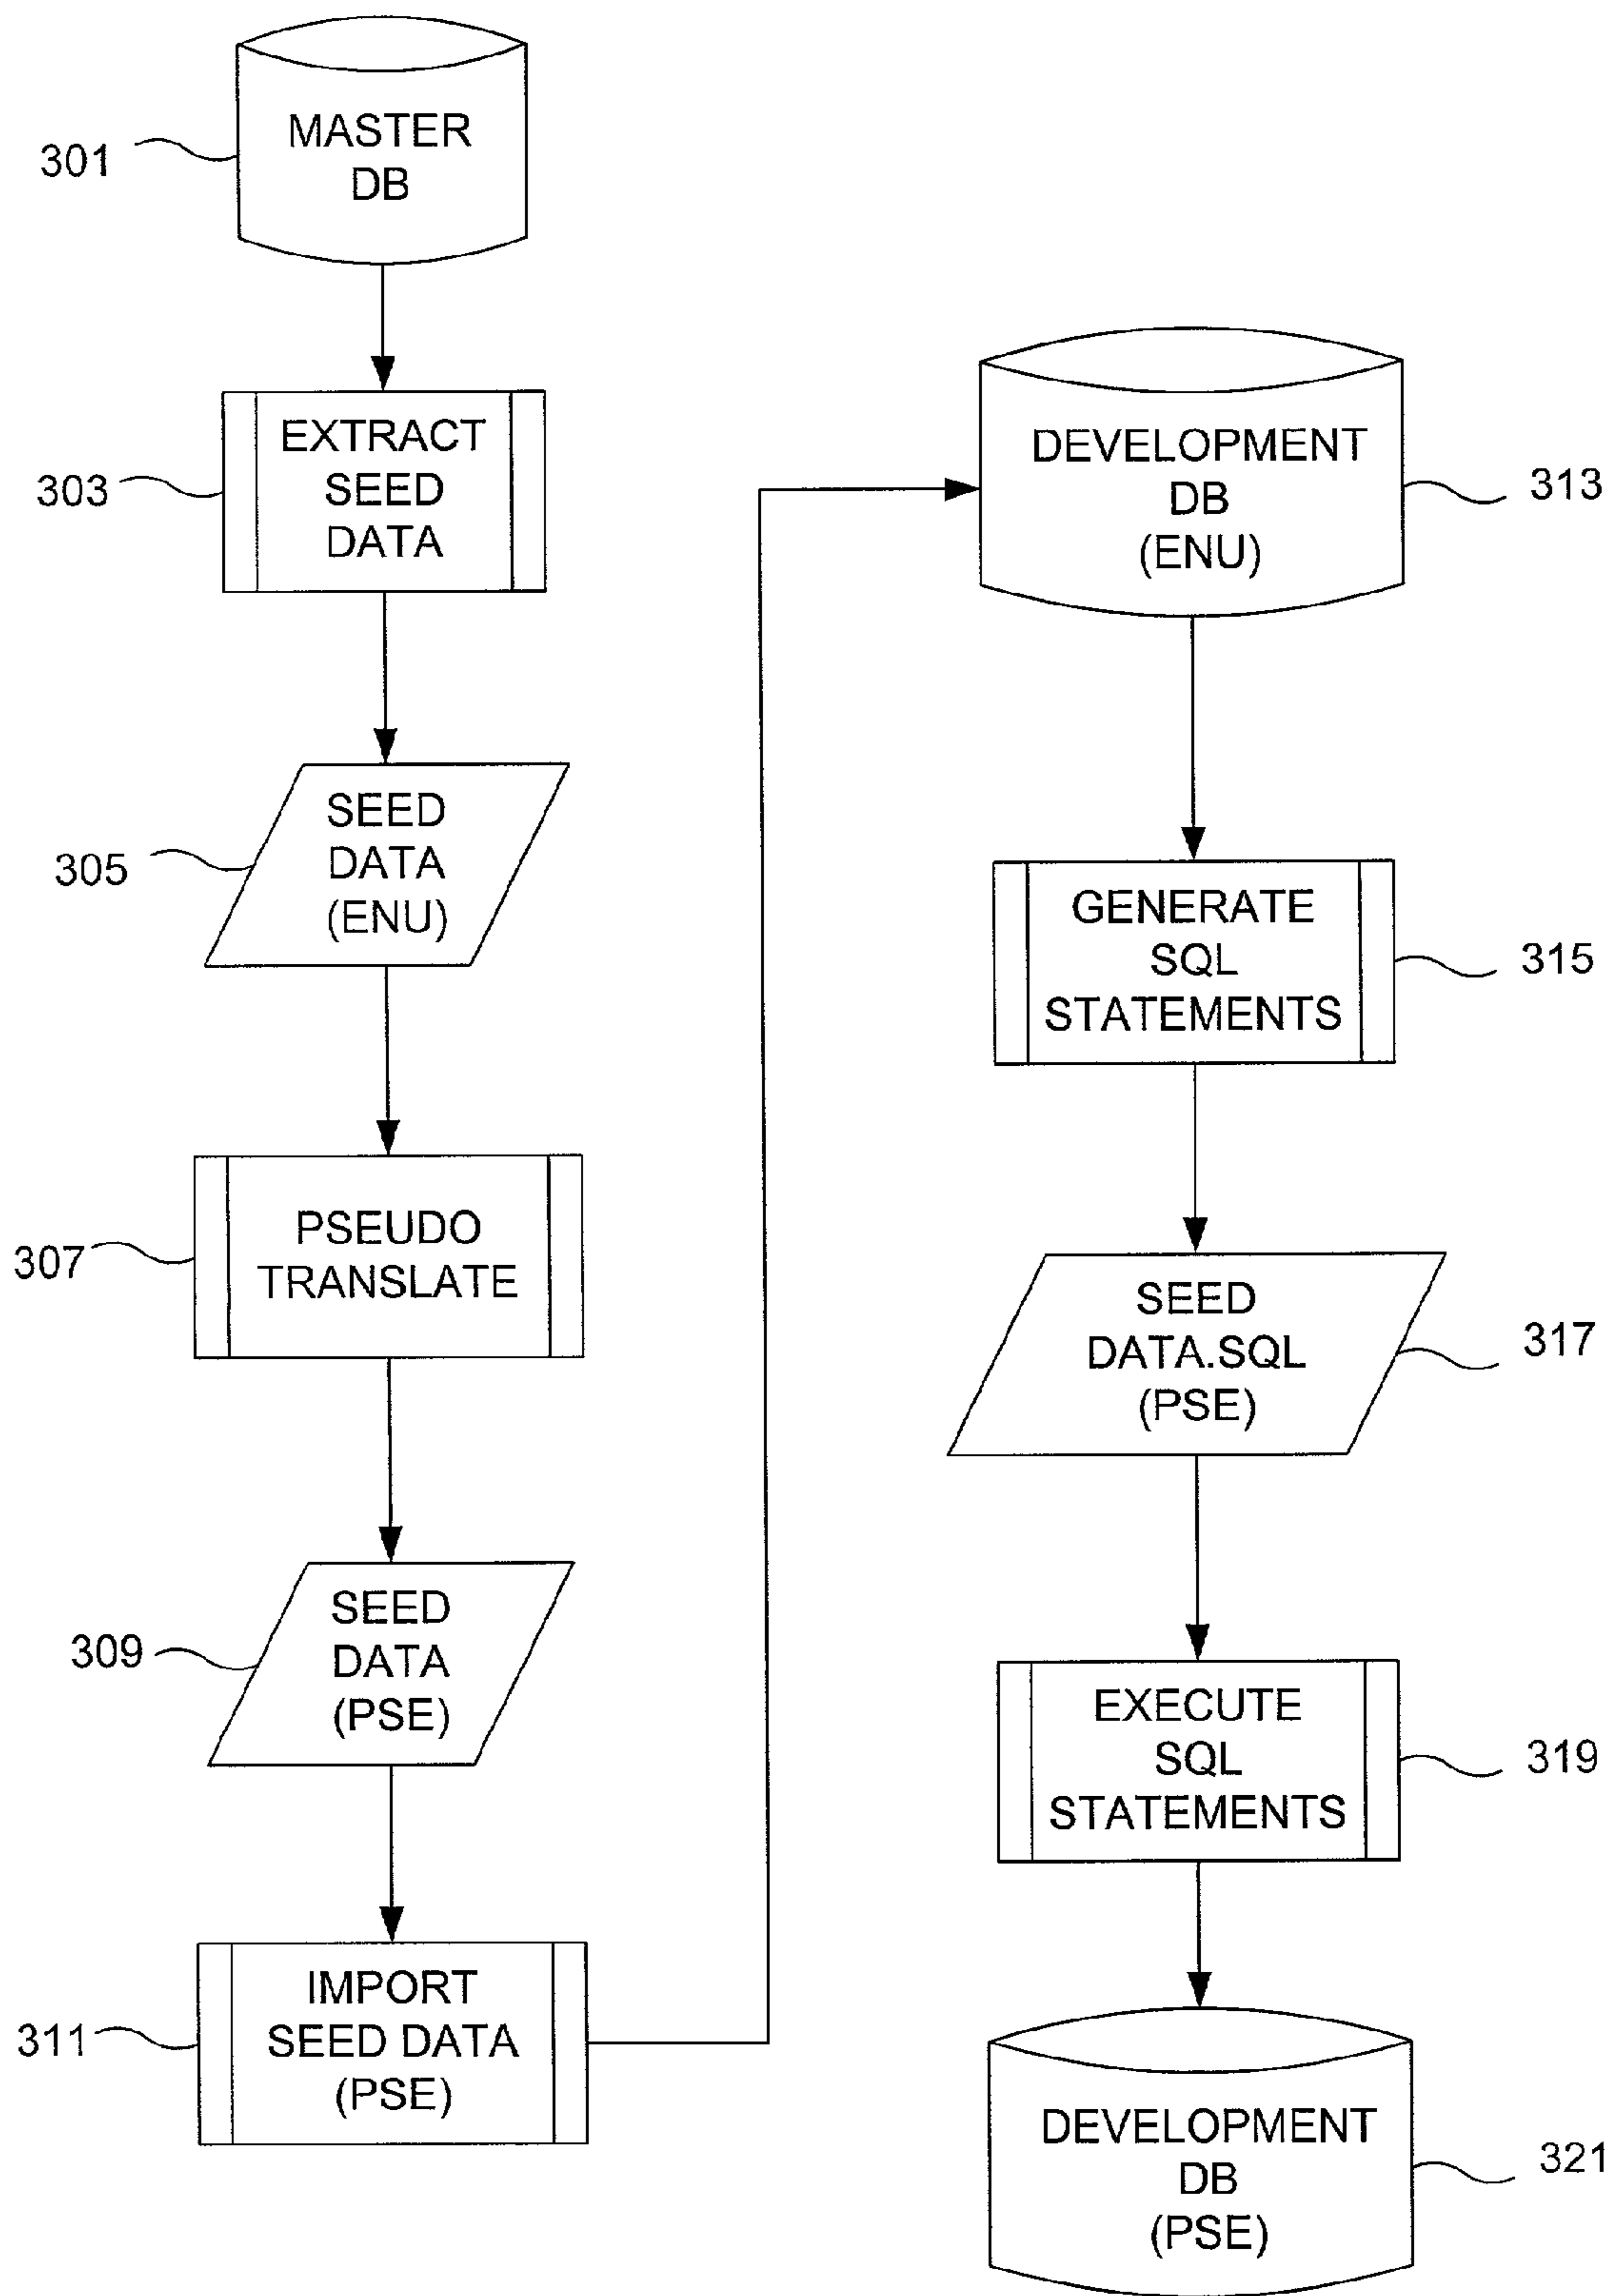 MASTER
DB
301
EXTRACT
SEED
DATA
303
SEED
DATA
(ENU)
305
PSEUDO
TRANSLATE
307
SEED
DATA
(PSE)
309
IMPORT
SEED DATA
(PSE)
311
DEVELOPMENT
DB
(ENU)
313
GENERATE
SQL
STATEMENTS
315
SEED
DATA.SQL
(PSE)
317
EXECUTE
SQL
STATEMENTS
319
DEVELOPMENT
DB
(PSE)
321